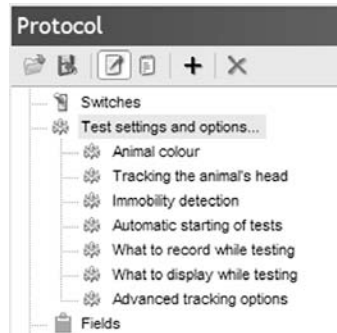 Protocol
Switches
Test settings and options...
Animal colour
Tracking the animal's head
Immobility detection
Automatic starting of tests
What to record while testing
What to display while testing
Advanced tracking options
Fields